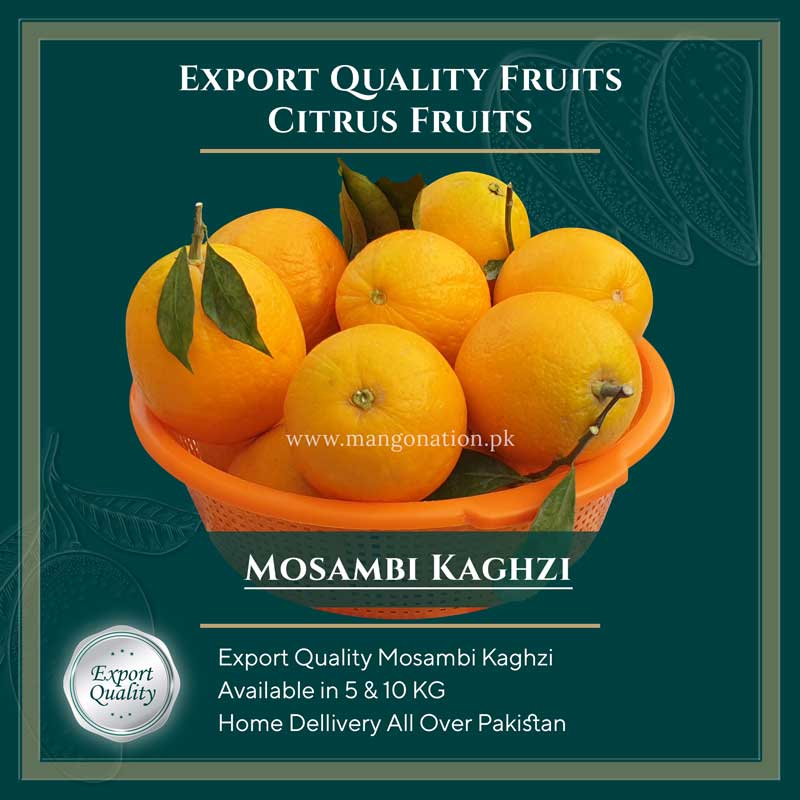 Export Quality Fruits
Citrus Fruits
www.mangonation.pk
Mosambi Kaghzi
Export
Quality
Export Quality Mosambi Kaghzi
Available in 5 & 10 KG
Home Dellivery All Over Pakistan